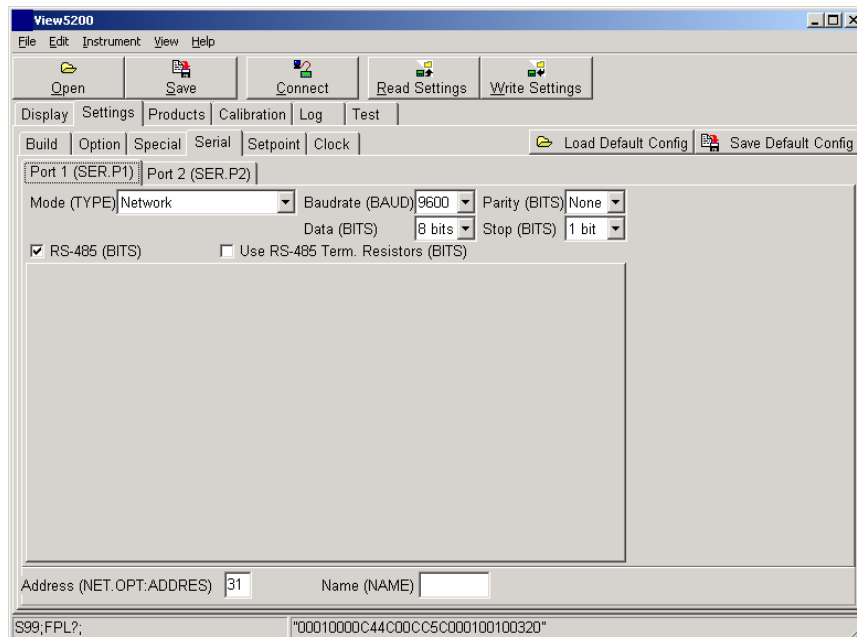 View5200
File Edit Instrument View Help
Open Save Connect Read Settings Write Settings
Display Settings Products Calibration Log Test
Build Option Special Serial Setpoint Clock Load Default Config Save Default Config
Port 1 (SER.P1) Port 2 (SER.P2)
Mode (TYPE) Network Baudrate (BAUD) 9600 Parity (BITS) None
Data (BITS) 8 bits Stop (BITS) 1 bit
RS-485 (BITS) Use RS-485 Term. Resistors (BITS)
Address (NET.OPT:ADDRES) 31 Name (NAME)
S99;FPL?; "00010000C44C00CC5C000100100320"